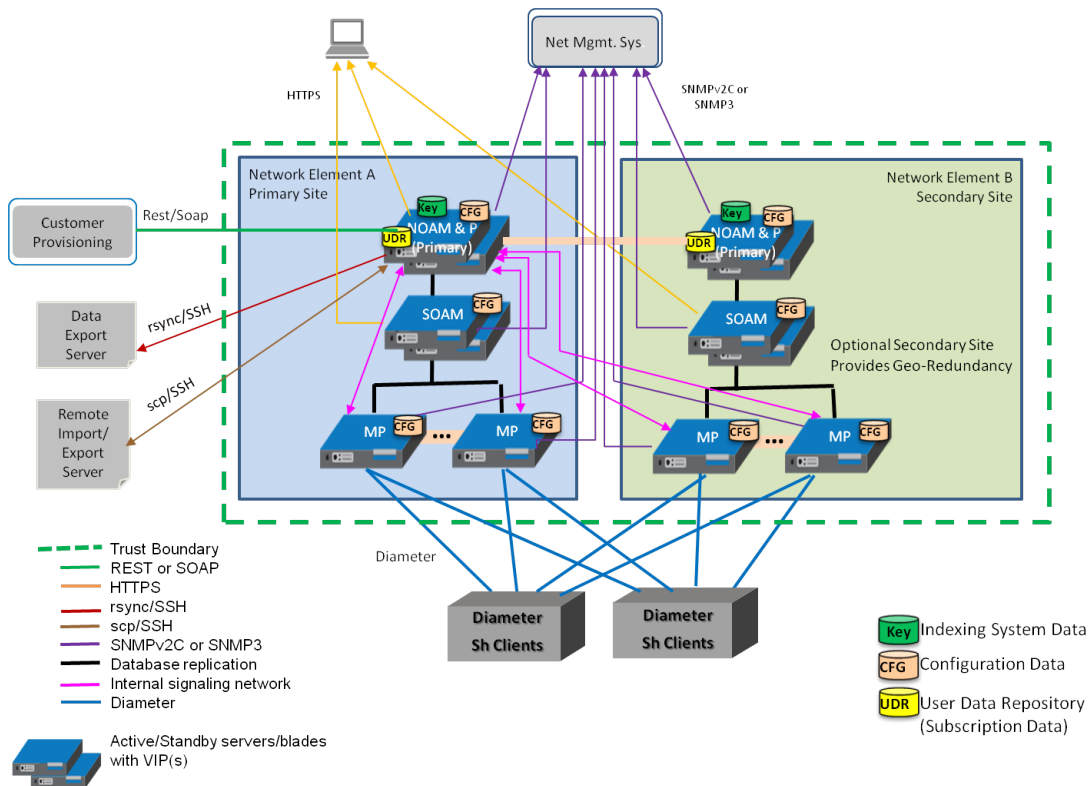 Net Mgmt. Sys
HTTPS
SNMPv2C or
SNMP3
Network Element A
Primary Site
Network Element B
Secondary Site
Customer
Provisioning
Rest/Soap
Key
CFG
UDR
NOAM & P
(Primary)
Key
CFG
UDR
NOAM & P
(Primary)
Data
Export
Server
rsync/SSH
SOAM
CFG
SOAM
CFG
Optional Secondary Site
Provides Geo-Redundancy
Remote
Import/
Export
Server
scp/SSH
MP
CFG
...
MP
CFG
MP
CFG
...
MP
CFG
Diameter
Diameter
Sh Clients
Diameter
Sh Clients
Trust Boundary
REST or SOAP
HTTPS
rsync/SSH
scp/SSH
SNMPv2C or SNMP3
Database replication
Internal signaling network
Diameter
Active/Standby servers/blades
with VIP(s)
Key Indexing System Data
CFG Configuration Data
UDR User Data Repository
(Subscription Data)